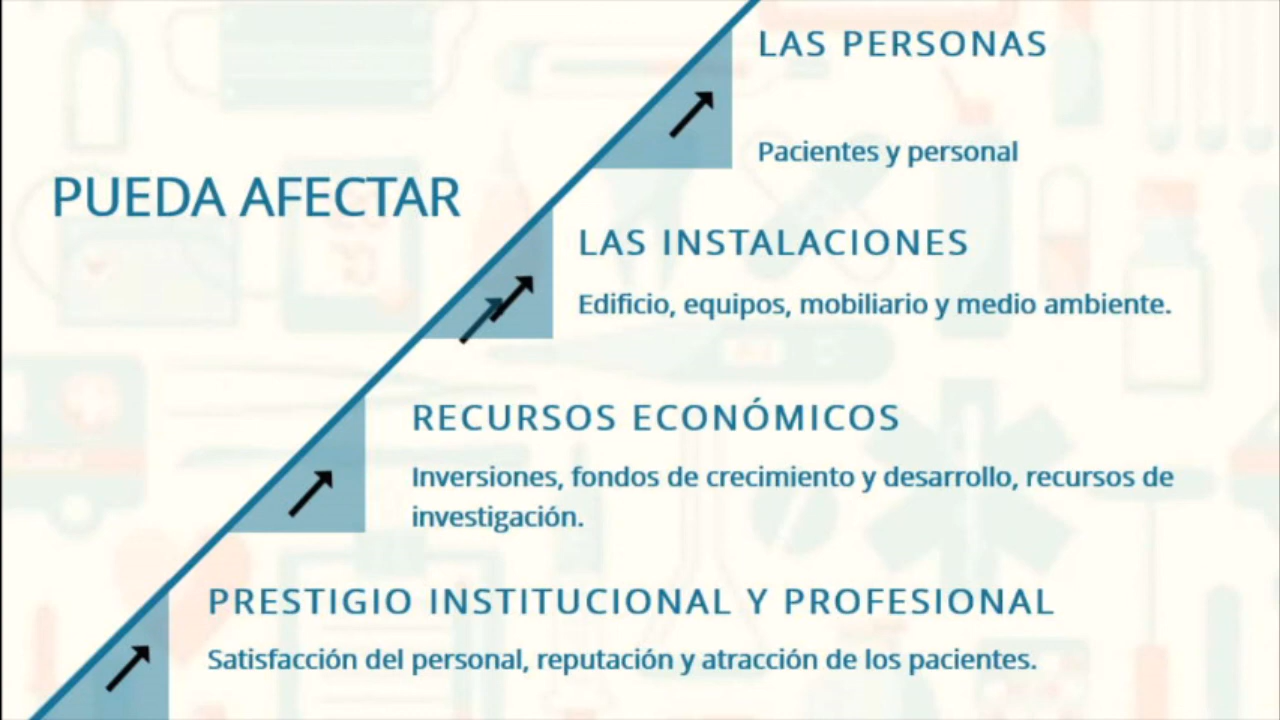 LAS PERSONAS
Pacientes y personal
PUEDA AFECTAR
LAS INSTALACIONES
Edificio, equipos, mobiliario y medio ambiente.
RECURSOS ECONÓMICOS
Inversiones, fondos de crecimiento y desarrollo, recursos de
investigación.
PRESTIGIO INSTITUCIONAL Y PROFESIONAL
Satisfacción del personal, reputación y atracción de los pacientes.